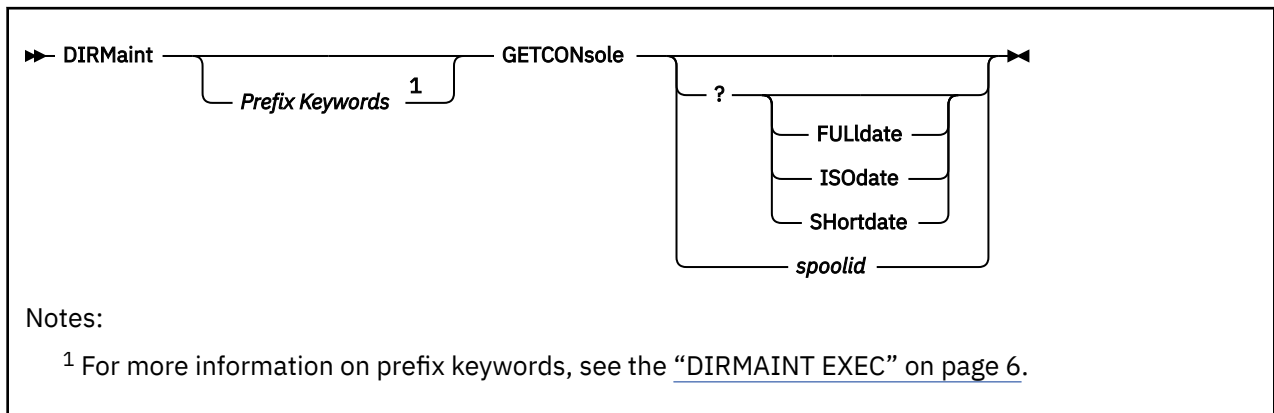 DIRMaint Prefix Keywords 1 GETCONsole ? FULldate ISOdate SHortdate spoolid
Notes:
1 For more information on prefix keywords, see the “DIRMAINT EXEC” on page 6.